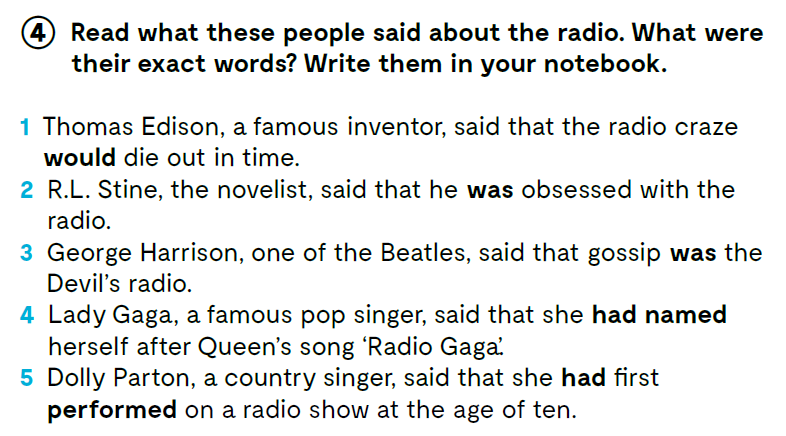 4 Read what these people said about the radio. What were
their exact words? Write them in your notebook.
1 Thomas Edison, a famous inventor, said that the radio craze
would die out in time.
2 R.L. Stine, the novelist, said that he was obsessed with the
radio.
3 George Harrison, one of the Beatles, said that gossip was the
Devil’s radio.
4 Lady Gaga, a famous pop singer, said that she had named
herself after Queen’s song ‘Radio Gaga’.
5 Dolly Parton, a country singer, said that she had first
performed on a radio show at the age of ten.